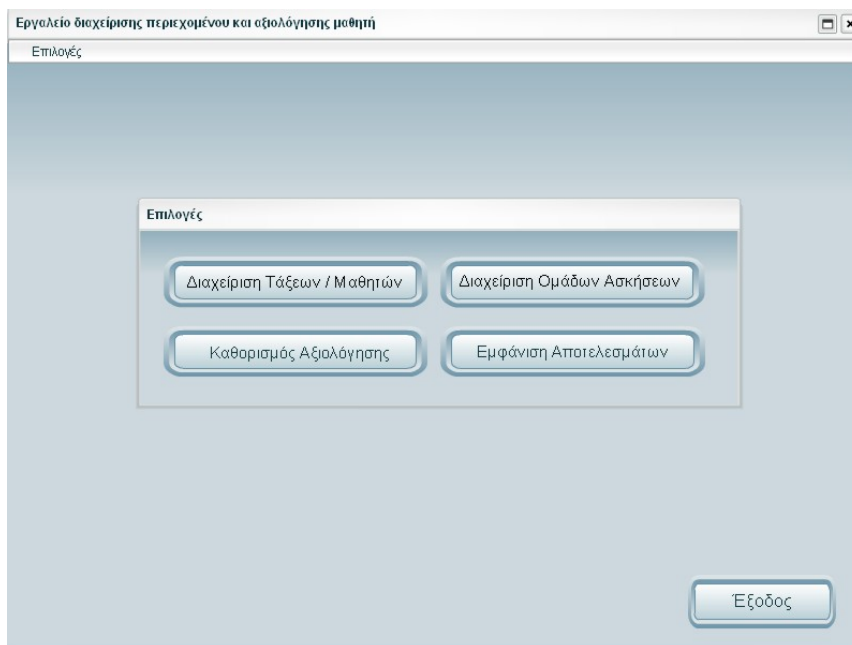 Εργαλείο διαχείρισης περιεχομένου και αξιολόγησης μαθητή
Επιλογές
Επιλογές
Διαχείριση Τάξεων / Μαθητών
Διαχείριση Ομάδων Ασκήσεων
Καθορισμός Αξιολόγησης
Εμφάνιση Αποτελεσμάτων
Έξοδος